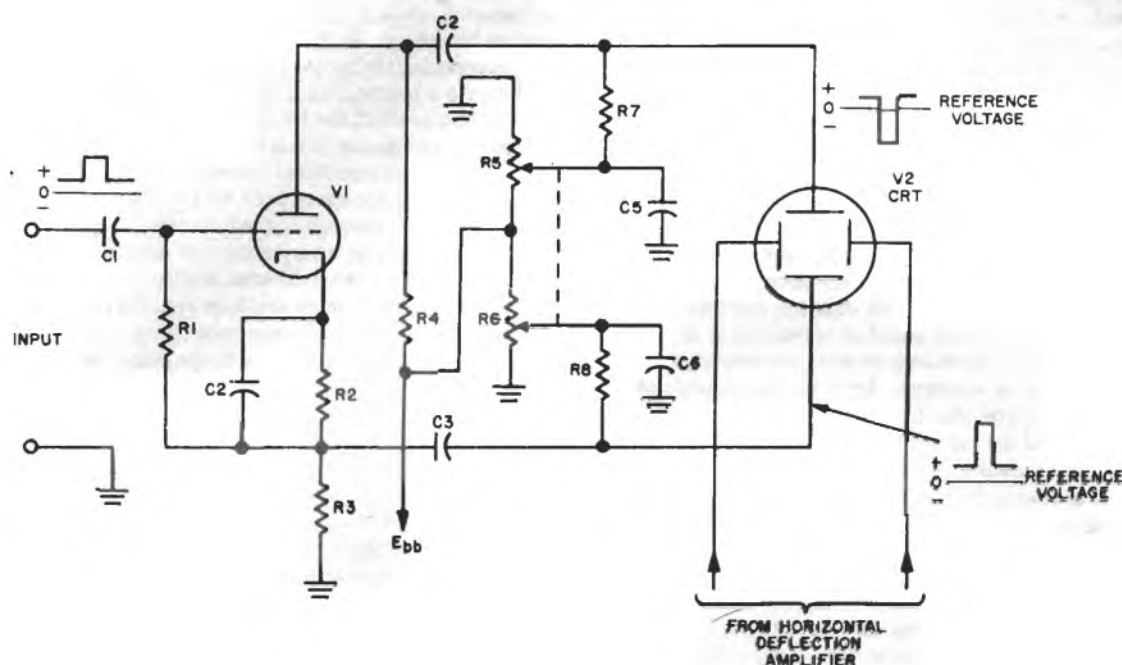 C2
+
0
-
REFERENCE
VOLTAGE
R7
R5
+
0
-
V1
V2
CRT
C5
C1
R4
R6
R1
INPUT
C6
R8
C2
R2
C3
+
0
-
REFERENCE
VOLTAGE
R3
Ebb
FROM HORIZONTAL
DEFLECTION
AMPLIFIER